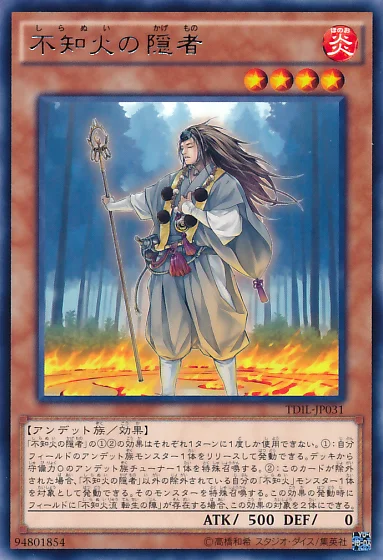 しらぬい かげもの
不知火の隠者
ほのお
炎
TDIL-JP031
【アンデット族／効果】
「不知火の隠者」の①②の効果はそれぞれ1ターンに1度しか使用できない。①：自分
フィールドのアンデット族モンスター1体をリリースして発動できる。デッキから
守備力0のアンデット族チューナー1体を特殊召喚する。②：このカードが除外
された場合、「不知火の隠者」以外の除外されている自分の「不知火」モンスター1体
を対象として発動できる。そのモンスターを特殊召喚する。この効果の発動時に
フィールドに「不知火流 転生の陣」が存在する場合、この効果の対象を2体にできる。
ATK/ 500 DEF/ 0
94801854
©高橋和希 スタジオ・ダイス/集英社